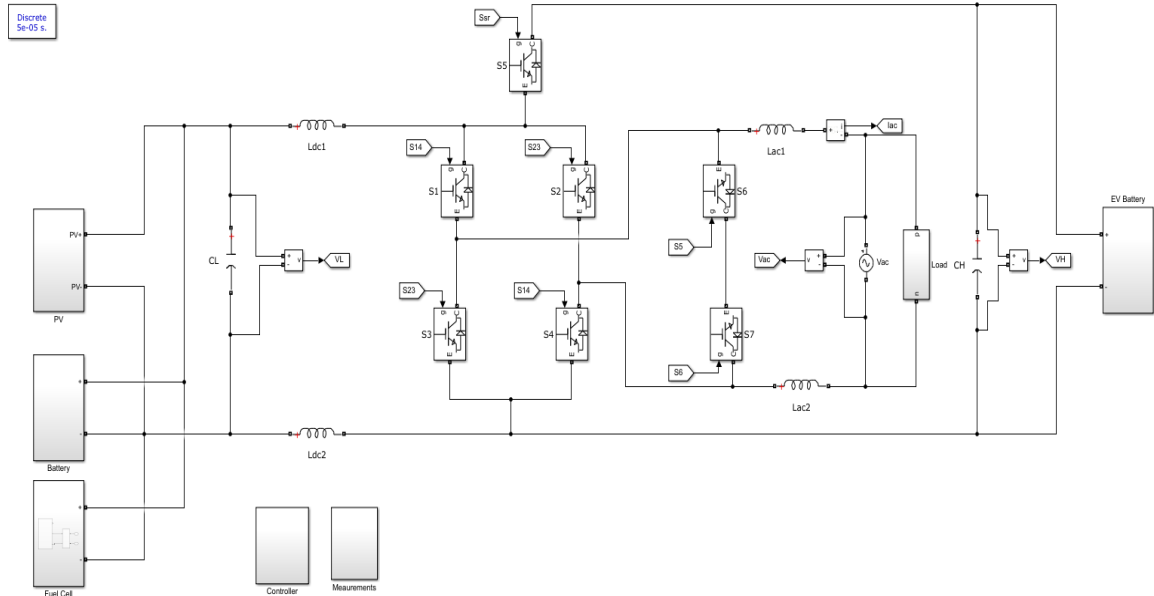 Discrete
5e-05 s.
Ssr
g
C
S5
E
Ldc1
S14
g
C
S1
E
S23
g
C
S2
E
Lac1
+
i
-
Iac
E
S6
g
C
S5
PV+
PV-
PV
CL
+
-
v
VL
S23
g
C
S3
E
S14
g
C
S4
E
Vac
v
+
-
Vac
p
Load
n
CH
+
-
v
VH
EV Battery
+
-
E
S7
g
C
S6
Lac2
+
-
Battery
Ldc2
+
-
Fuel Cell
Controller
Meaurements